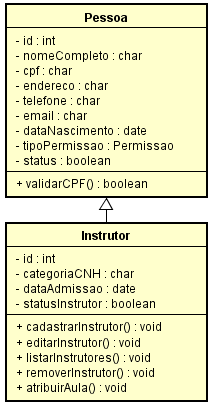 Pessoa
- id : int
- nomeCompleto : char
- cpf : char
- endereco : char
- telefone : char
- email : char
- dataNascimento : date
- tipoPermissao : Permissao
- status : boolean
+ validarCPF() : boolean
Instrutor
- id : int
- categoriaCNH : char
- dataAdmissao : date
- statusInstrutor : boolean
+ cadastrarInstrutor() : void
+ editarInstrutor() : void
+ listarInstrutores() : void
+ removerInstrutor() : void
+ atribuirAula() : void